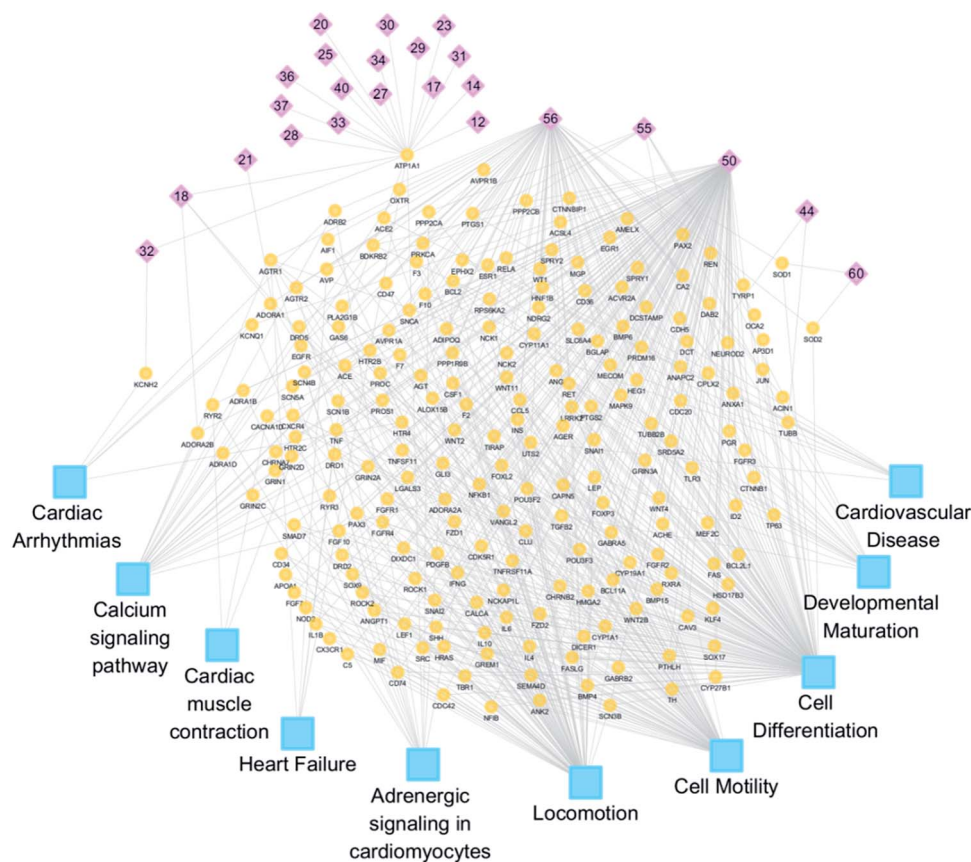 20
30
23
25
34
29
31
36
40
27
17
14
37
33
12
28
56
55
21
50
18
44
32
60
ATP1A1
AVPR1B
OXTR
PPP2CB
CTNNBIP1
ADRB2
ACE2
PPP2CA
PTGS1
ACSL4
AMELX
AIF1
BDKRB2
PRKCA
EGR1
PAX2
REN
AGTR1
AVP
F3
EPHX2
ESR1
RELA
SPRY2
WT1
MGP
SPRY1
CA2
SOD1
AGTR2
CD47
BCL2
HNF1B
CD36
ACVR2A
TYRP1
ADORA1
PLA2G1B
SNCA
F10
RPS6KA2
NDRG2
DCSTAMP
DAB2
OCA2
KCNQ1
DRD5
GAS6
AVPR1A
ADIPOQ
NCK1
CYP11A1
SLC6A4
BGLAP
BMP6
CDH5
NEUROD2
AP3D1
SOD2
EGFR
HTR2B
PPP1R9B
NCK2
PRDM16
DCT
KCNH2
SCN4B
ACE
PROC
F7
AGT
CSF1
WNT11
ANG
RET
MECOM
HEG1
ANAPC2
CPLX2
JUN
ADRA1B
SCN5A
SCN1B
PROS1
ALOX15B
F2
CCL5
LRRK2
PTGS2
MAPK9
CDC20
ANXA1
ACIN1
RYR2
CACNA1D
CXCR4
TNF
HTR4
WNT2
INS
AGER
TUBB2B
TUBB
ADORA2B
HTR2C
TIRAP
UTS2
SNAI1
SRD5A2
PGR
ADRA1D
CHRNA7
GRIN2D
DRD1
TNFSF11
GLI3
FOXL2
GRIN3A
TLR3
FGFR3
GRIN1
GRIN2A
LGALS3
NFKB1
POU3F2
CAPN5
LEP
CTNNB1
GRIN2C
RYR3
FGFR1
ADORA2A
VANGL2
TGFB2
FOXP3
WNT4
ID2
TP63
SMAD7
FGF10
PAX3
FGFR4
FZD1
CLU
GABRA5
ACHE
MEF2C
CD34
DRD2
DIXDC1
PDGFB
CDK5R1
TNFRSF11A
POU3F3
CYP19A1
FGFR2
RXRA
FAS
BCL2L1
APOA1
SOX9
ROCK1
IFNG
NCKAP1L
CHRNB2
HMGA2
BCL11A
BMP15
HSD17B3
ROCK2
SNAI2
CALCA
NOD2
ANGPT1
LEF1
SHH
IL6
FZD2
CYP1A1
WNT2B
CAV3
KLF4
IL1B
CX3CR1
SRC
HRAS
IL10
DICER1
C5
MIF
GREM1
IL4
FASLG
PTHLH
SOX17
CD74
TBR1
SEMA4D
GABRB2
CDC42
ANK2
BMP4
TH
CYP27B1
NFIB
SCN3B
Cardiac
Arrhythmias
Cardiovascular
Disease
Calcium
signaling
pathway
Developmental
Maturation
Cardiac
muscle
contraction
Cell
Differentiation
Heart Failure
Adrenergic
signaling in
cardiomyocytes
Locomotion
Cell Motility